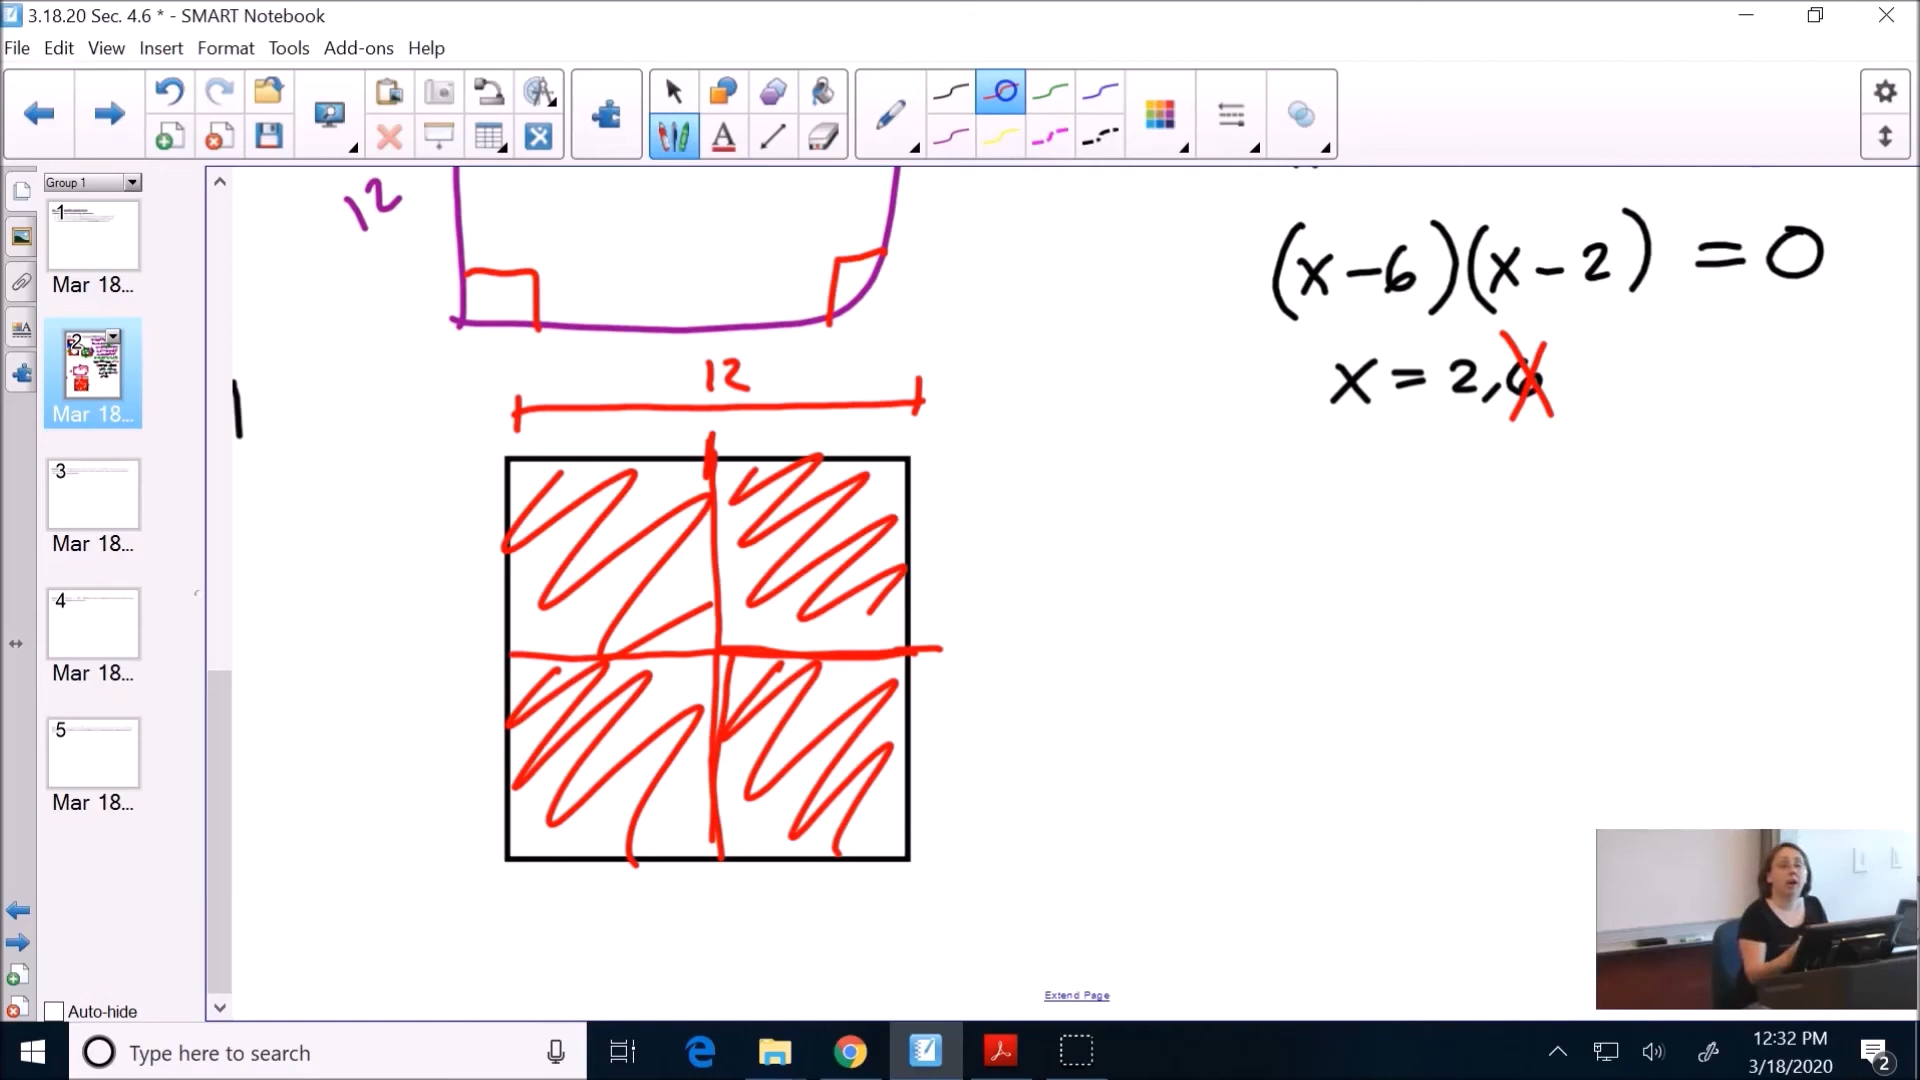 3.18.20 Sec. 4.6 * - SMART Notebook
File Edit View Insert Format Tools Add-ons Help
Group 1
1
Mar 18...
2
Mar 18...
3
Mar 18...
4
Mar 18...
5
Mar 18...
Auto-hide
12
12
(x-6)(x-2) = 0
x = 2,6
Extend Page
Type here to search
12:32 PM
3/18/2020
2